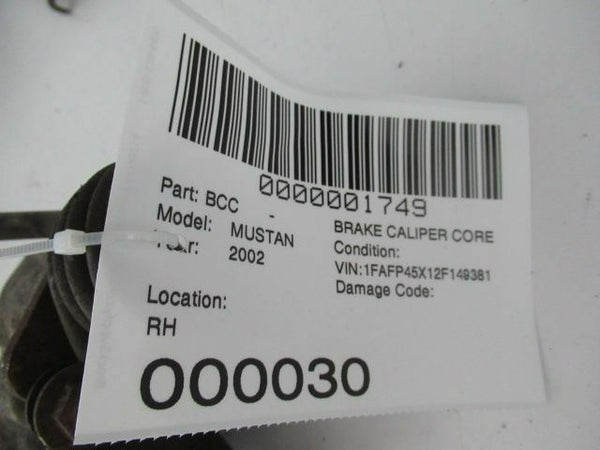 0000001749
Part: BCC -
BRAKE CALIPER CORE
Model: MUSTAN
Condition:
2002
VIN:1FAFP45X12F149381
Damage Code:
Location:
RH
000030